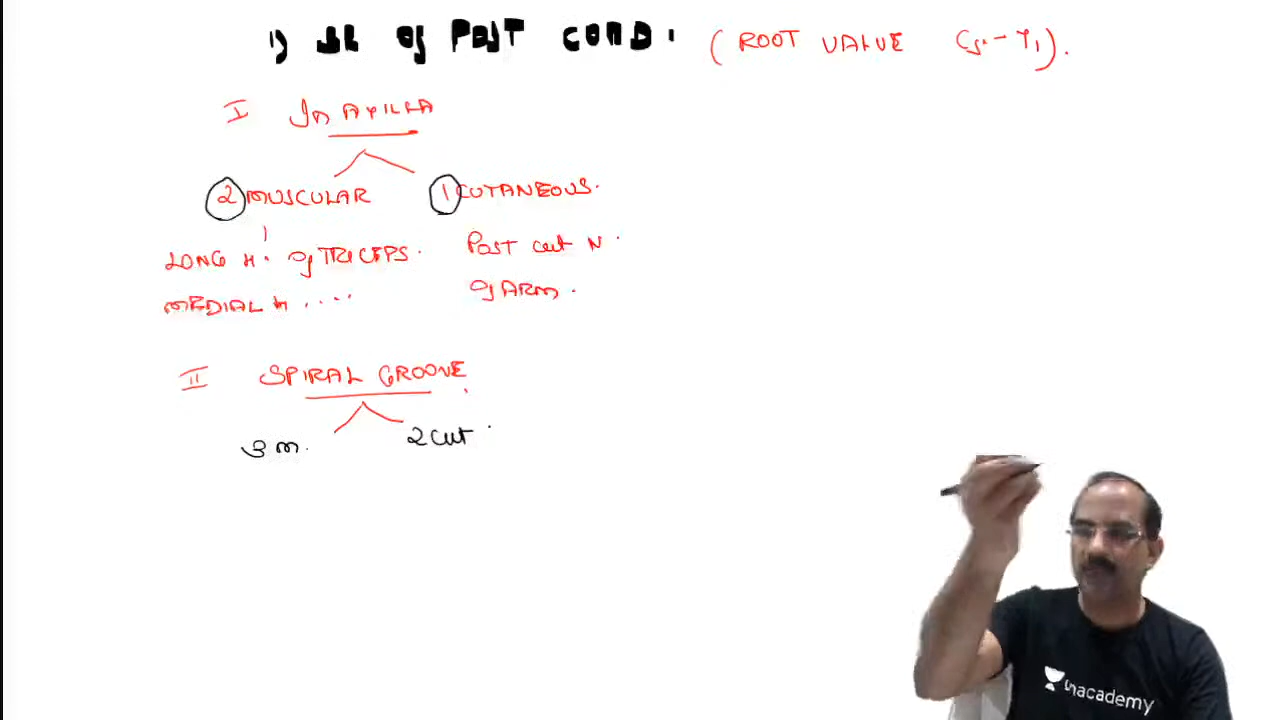 1) BR of POST COND: (ROOT VALUE C5-T1).
I In AXILLA
2 MUSCULAR 1 CUTANEOUS.
LONG H. of TRICEPS. Post cut N.
MEDIAL H .... of ARM.
II SPIRAL GROOVE
3 m. 2 cut
unacademy